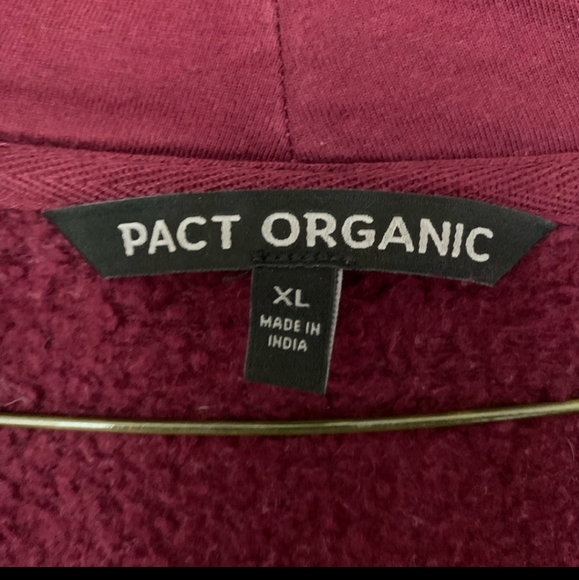 PACT ORGANIC
XL
MADE IN
INDIA